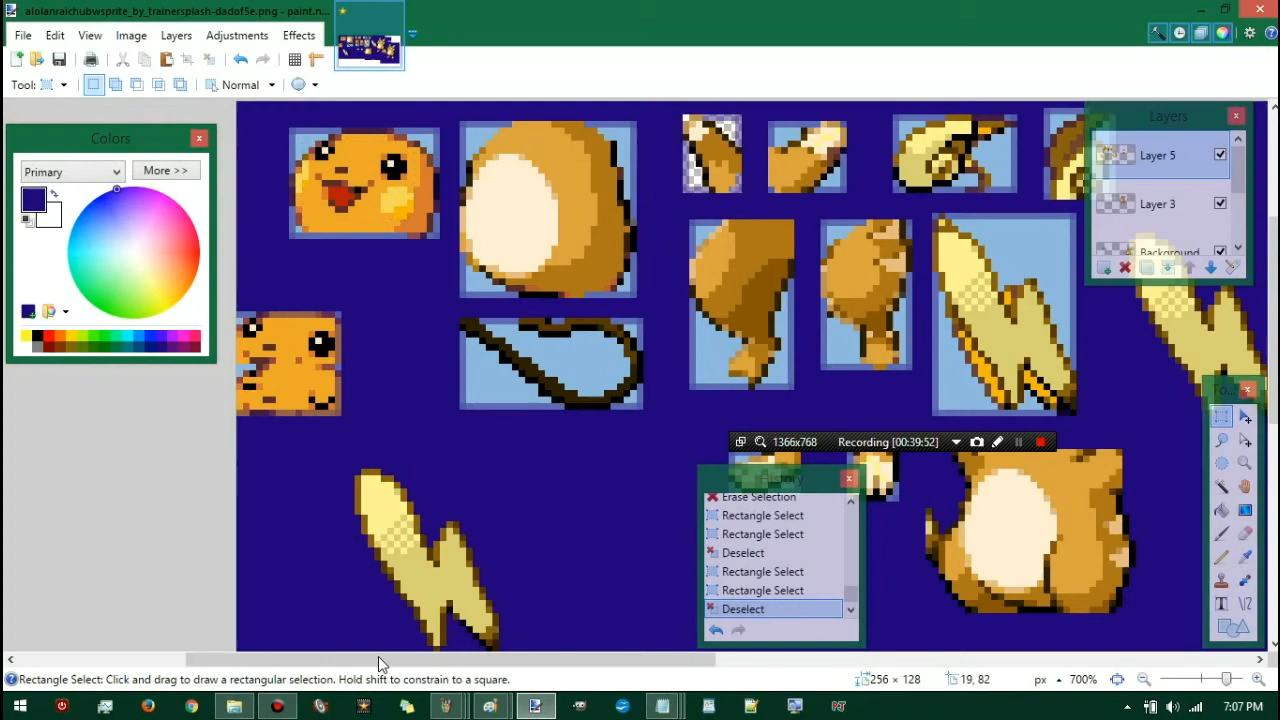 alolanraichubwsprite_by_trainersplash-dadof5e.png - paint.n...
File Edit View Image Layers Adjustments Effects
Tool: Normal
Colors
Primary More >>
Layers
Layer 5
Layer 3
Background
To...
1366x768 Recording [00:39:52]
History
Erase Selection
Rectangle Select
Rectangle Select
Deselect
Rectangle Select
Rectangle Select
Deselect
Rectangle Select: Click and drag to draw a rectangular selection. Hold shift to constrain to a square. 256 × 128 19, 82 px 700%
7:07 PM